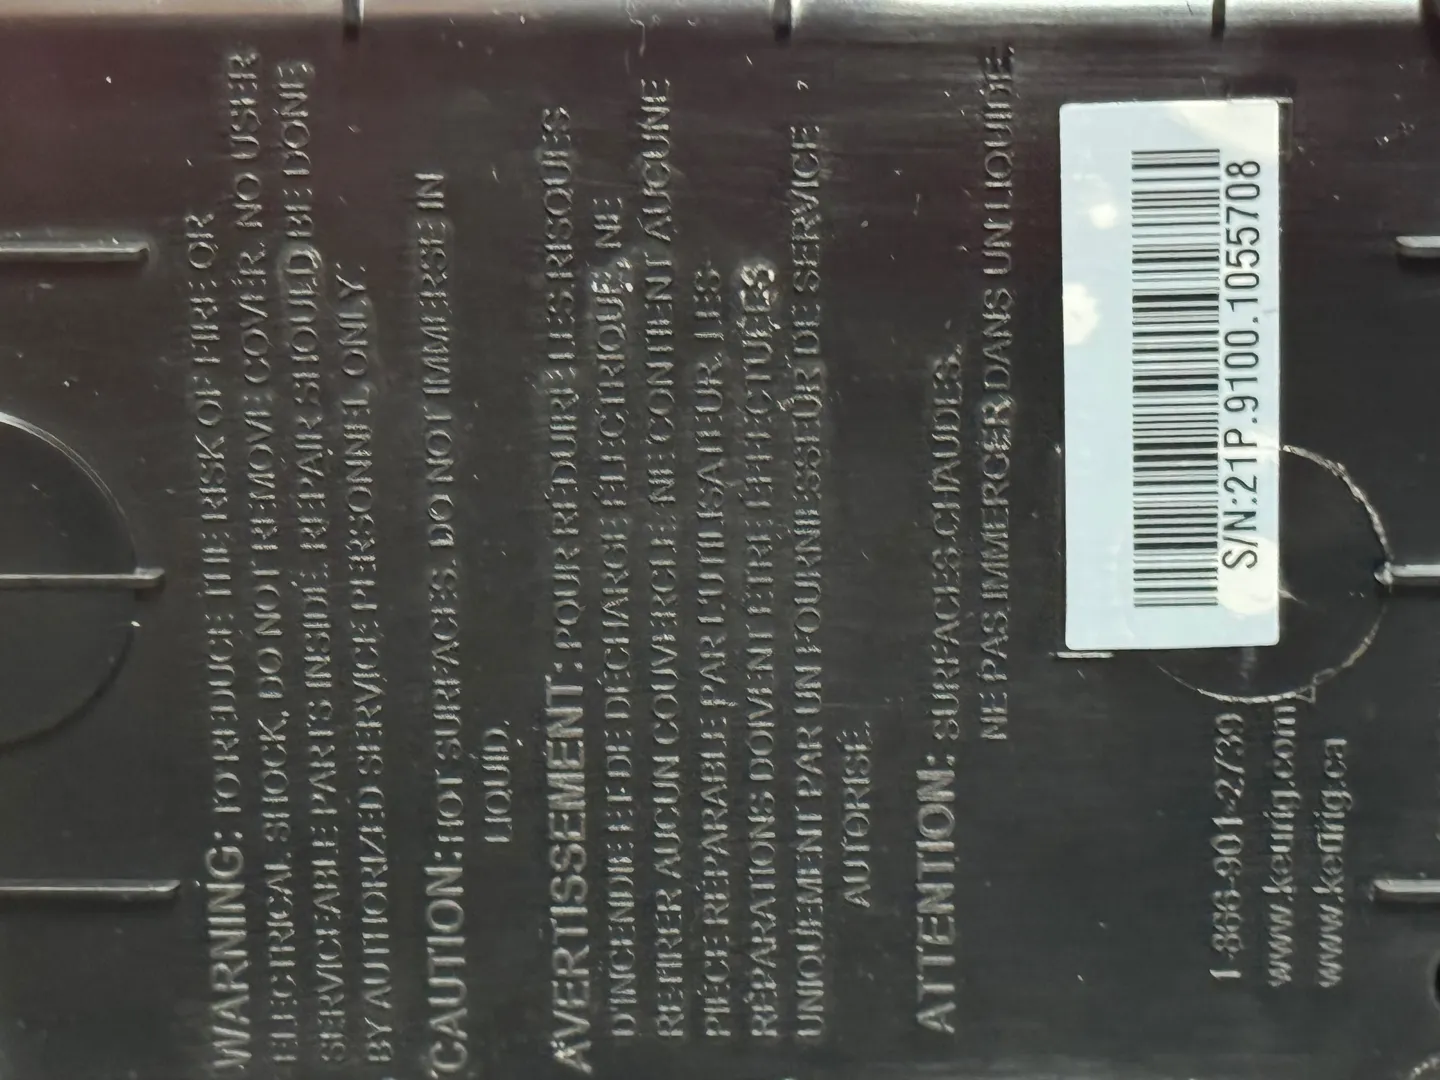 WARNING: TO REDUCE THE RISK OF FIRE OR
ELECTRICAL SHOCK, DO NOT REMOVE COVER. NO USER
SERVICEABLE PARTS INSIDE. REPAIR SHOULD BE DONE
BY AUTHORIZED SERVICE PERSONNEL ONLY.
CAUTION: HOT SURFACES. DO NOT IMMERSE IN
LIQUID.
AVERTISSEMENT : POUR RÉDUIRE LES RISQUES
D'INCENDIE ET DE DÉCHARGE ÉLECTRIQUE, NE
RETIRER AUCUN COUVERCLE. NE CONTIENT AUCUNE
PIÈCE RÉPARABLE PAR L'UTILISATEUR. LES
RÉPARATIONS DOIVENT ETRE EFFECTUÉES
UNIQUEMENT PAR UN FOURNISSEUR DE SERVICE
AUTORISÉ.
ATTENTION: SURFACES CHAUDES.
NE PAS IMMERGER DANS UN LIQUIDE.
S/N:21P.9100.1055708
1-866-901-2739
www.keurig.com
www.keurig.ca